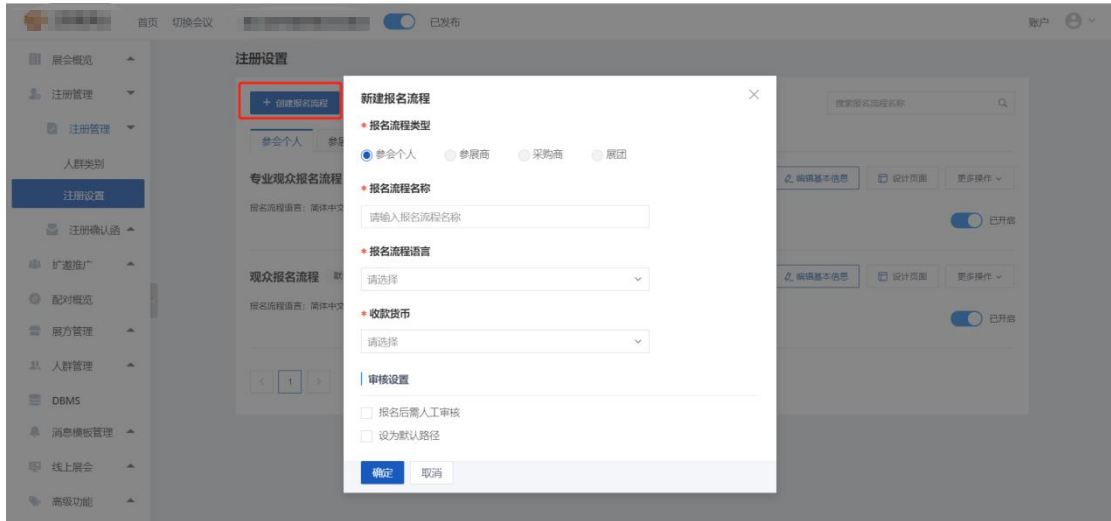 首页 切换会议 已发布 账户
展会概览
注册管理
注册管理
人群类别
注册设置
注册确认函
扩邀推广
配对概览
展方管理
人群管理
DBMS
消息模板管理
线上展会
高级功能
注册设置
+ 创建报名流程
搜索报名流程名称
参会个人
专业观众报名流程
编辑基本信息 设计页面 更多操作
报名流程语言：简体中文
已开启
观众报名流程
编辑基本信息 设计页面 更多操作
报名流程语言：简体中文
已开启
1
新建报名流程
* 报名流程类型
参会个人 参展商 采购商 展团
* 报名流程名称
请输入报名流程名称
* 报名流程语言
请选择
* 收款货币
请选择
审核设置
报名后需人工审核
设为默认路径
确定 取消